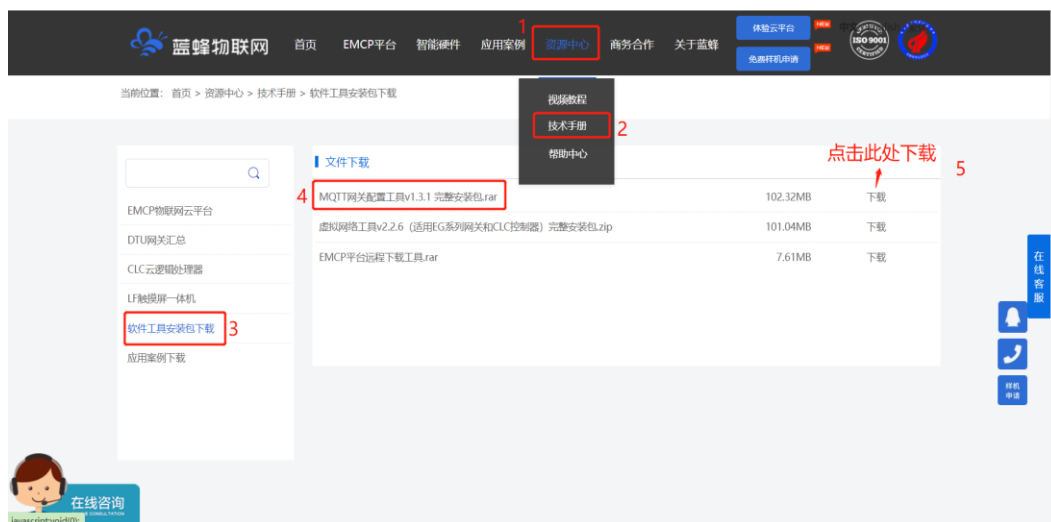 1
体验云平台 NEW
蓝蜂物联网 首页 EMCP平台 智能硬件 应用案例 资源中心 商务合作 关于蓝蜂
ISO 9001
免费样机申请 NEW
当前位置: 首页 > 资源中心 > 技术手册 > 软件工具安装包下载
视频教程
技术手册 2
帮助中心
点击此处下载 5
文件下载
4 MQTT网关配置工具v1.3.1 完整安装包.rar 102.32MB 下载
虚拟网络工具v2.2.6 (适用EG系列网关和CLC控制器) 完整安装包.zip 101.04MB 下载
EMCP平台远程下载工具.rar 7.61MB 下载
EMCP物联网云平台
DTU网关汇总
CLC云逻辑处理器
LF触摸屏一体机
软件工具安装包下载 3
应用案例下载
在线客服
样机
申请
在线咨询
javascript:void(0);